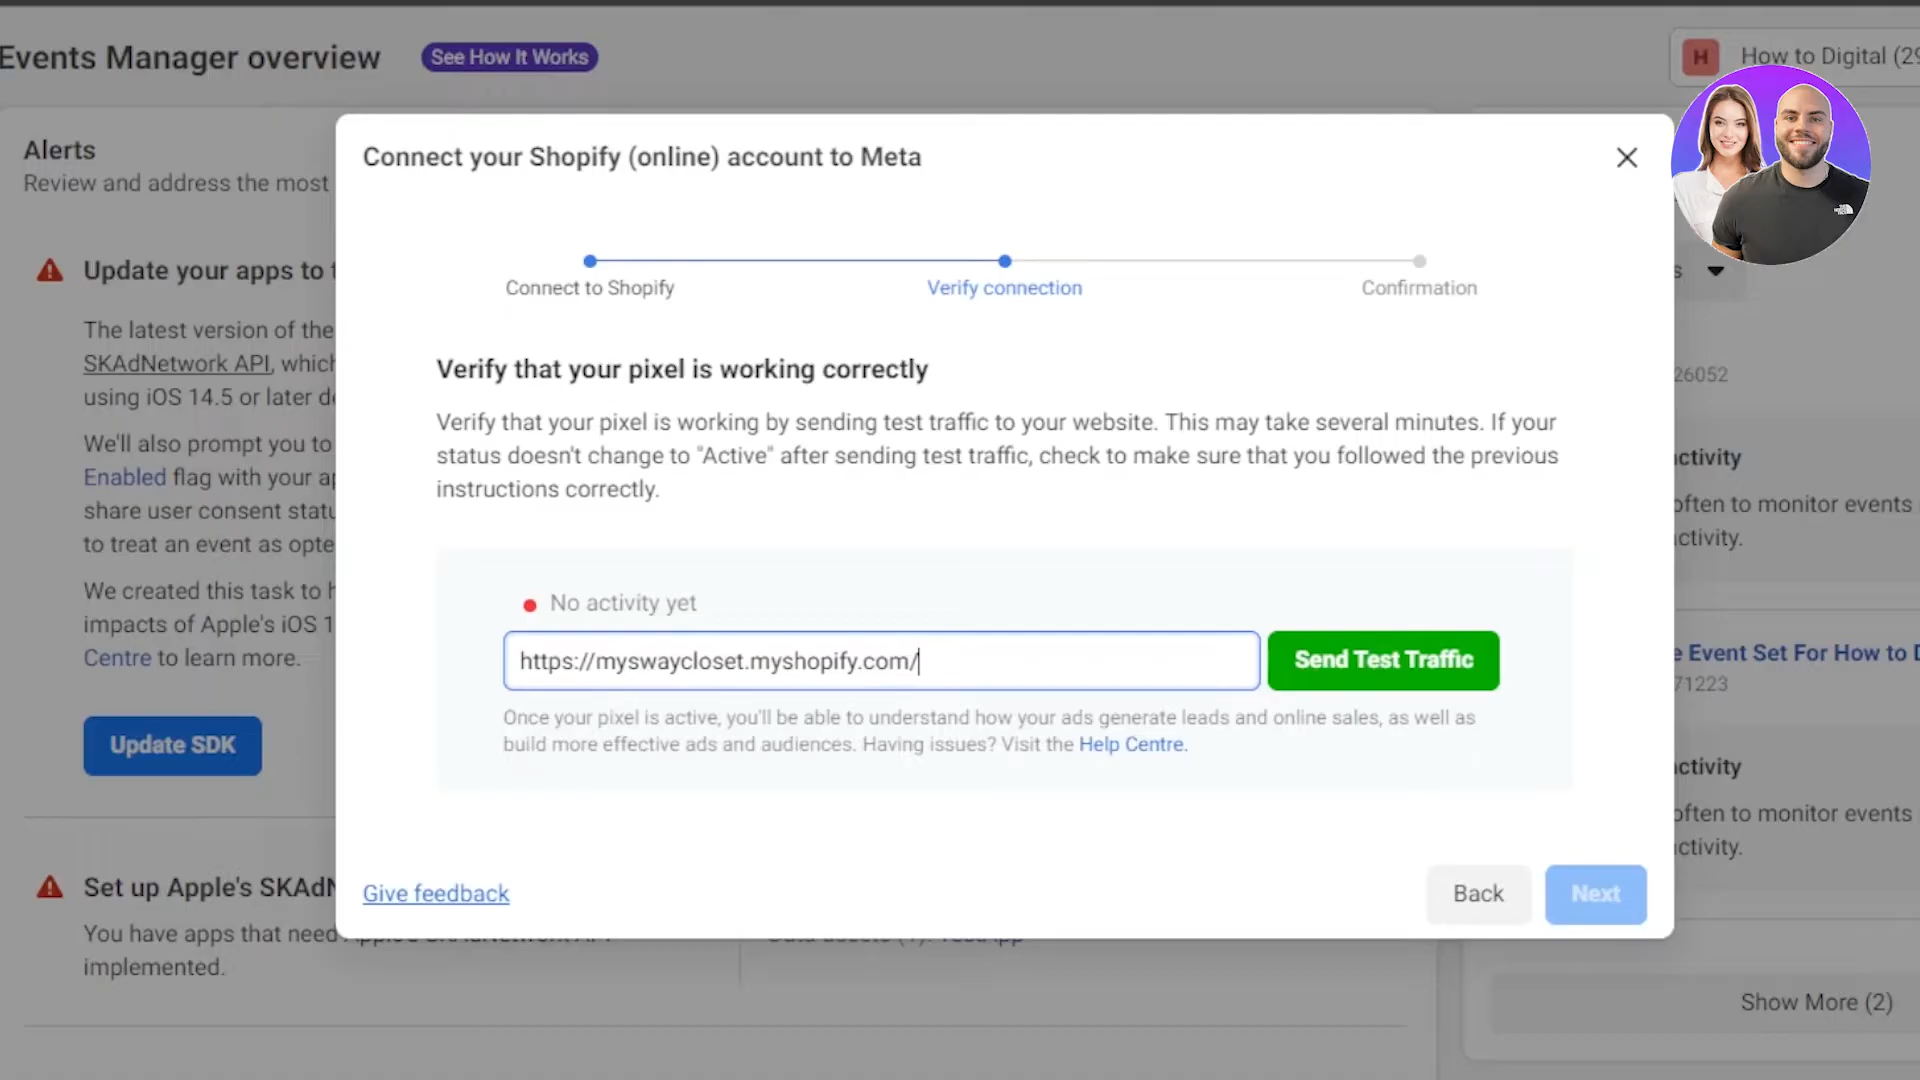 Events Manager overview
See How It Works
H
How to Digital (29
Alerts
Review and address the most
Update your apps to
The latest version of the
SKAdNetwork API, which
using iOS 14.5 or later
We'll also prompt you to
Enabled flag with your
share user consent
to treat an event as
We created this task to
impacts of Apple's iOS 1
Centre to learn more.
Update SDK
Set up Apple's
You have apps that need
implemented.
Connect your Shopify (online) account to Meta
Connect to Shopify
Verify connection
Confirmation
Verify that your pixel is working correctly
Verify that your pixel is working by sending test traffic to your website. This may take several minutes. If your
status doesn't change to "Active" after sending test traffic, check to make sure that you followed the previous
instructions correctly.
No activity yet
https://myswaycloset.myshopify.com/
Send Test Traffic
Once your pixel is active, you'll be able to understand how your ads generate leads and online sales, as well as
build more effective ads and audiences. Having issues? Visit the Help Centre.
Give feedback
Back
Next
26052
ctivity
often to monitor events
ctivity.
e Event Set For How to D
71223
ctivity
often to monitor events
ctivity.
Show More (2)